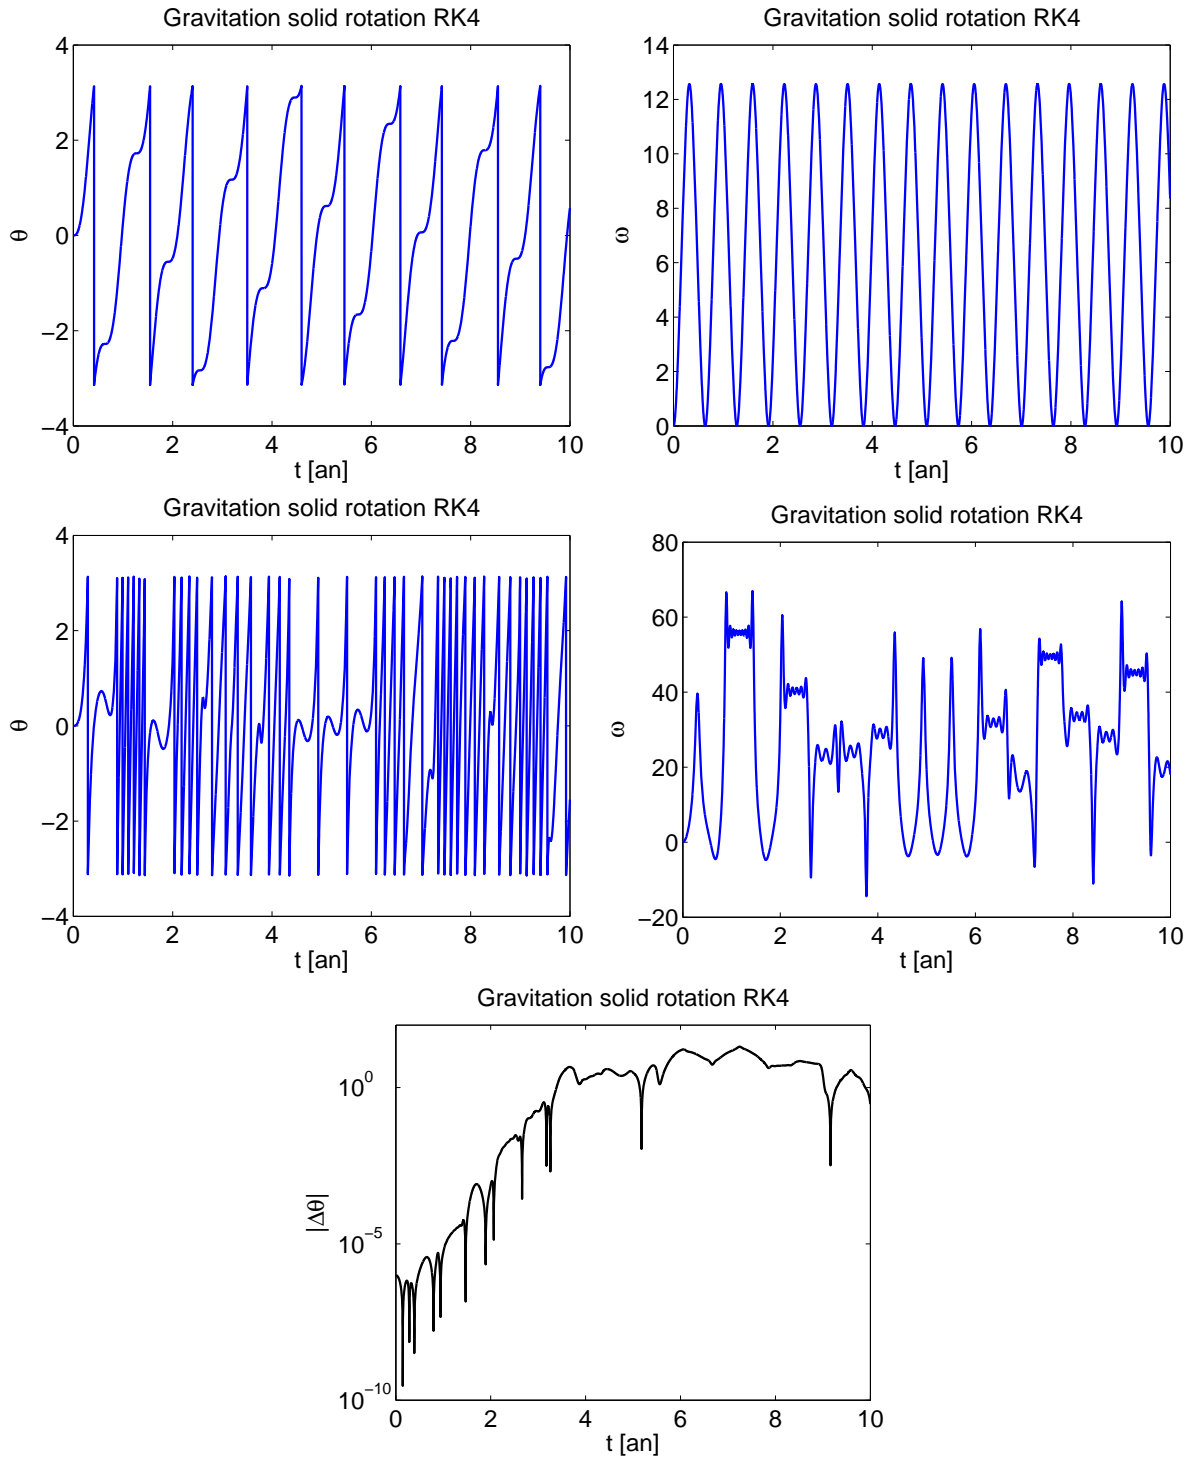 Gravitation solid rotation RK4
4
2
0
−2
−4
θ
0 2 4 6 8 10
t [an]
Gravitation solid rotation RK4
14
12
10
8
6
4
2
0
ω
0 2 4 6 8 10
t [an]
Gravitation solid rotation RK4
4
2
0
−2
−4
θ
0 2 4 6 8 10
t [an]
Gravitation solid rotation RK4
80
60
40
20
0
−20
ω
0 2 4 6 8 10
t [an]
Gravitation solid rotation RK4
10^0
10^−5
10^−10
|Δθ|
0 2 4 6 8 10
t [an]